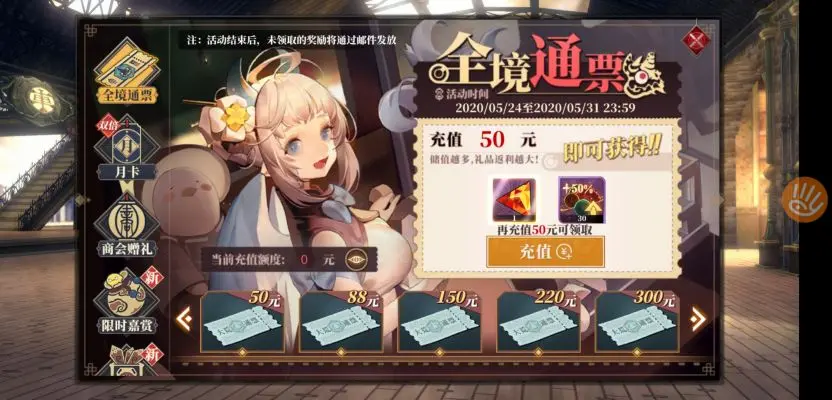 注：活动结束后，未领取的奖励将通过邮件发放
全境通票
活动时间
2020/05/24至2020/05/31 23:59
全境通票
双倍
月卡
商会赠礼
新
限时嘉赏
新
充值 50 元
储值越多,礼品返利越大!
即可获得!!
1
+50%
30
再充值50元可领取
充值
当前充值额度： 0 元
50元
88元
150元
220元
300元